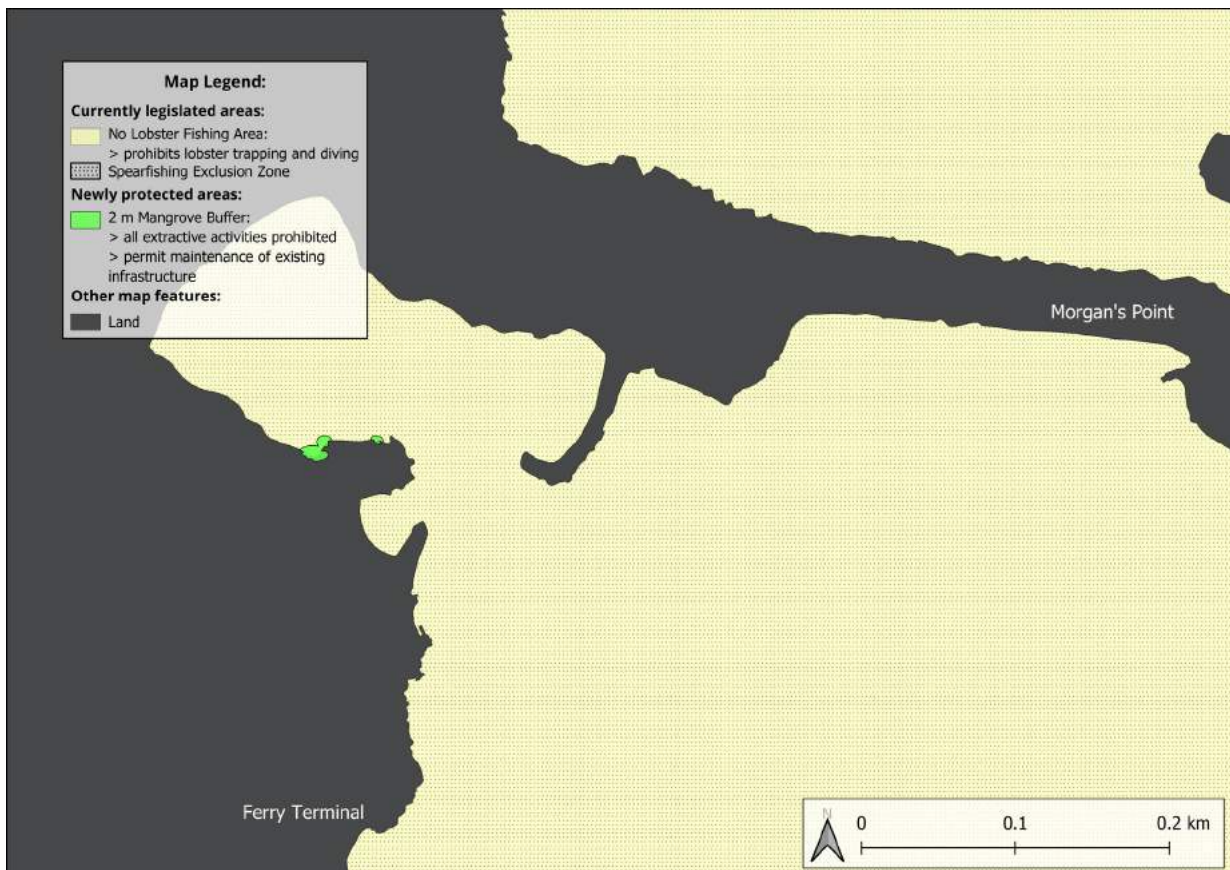 Map Legend:
Currently legislated areas:
No Lobster Fishing Area:
> prohibits lobster trapping and diving
Spearfishing Exclusion Zone
Newly protected areas:
2 m Mangrove Buffer:
> all extractive activities prohibited
> permit maintenance of existing
infrastructure
Other map features:
Land
Morgan's Point
Ferry Terminal
N
0 0.1 0.2 km